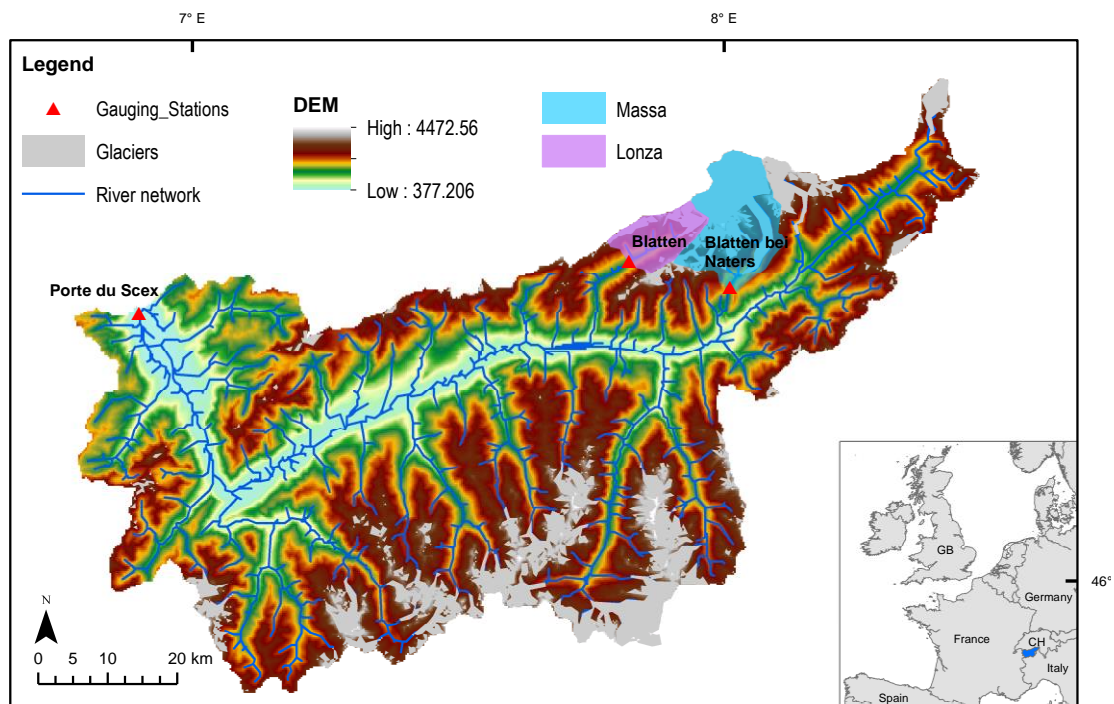 7° E
8° E
Legend
Gauging_Stations
Glaciers
River network
DEM
High : 4472.56
Low : 377.206
Massa
Lonza
Blatten
Blatten bei
Naters
Porte du Scex
46°
N
0 5 10 20 km
GB
Germany
France
CH
Italy
Spain